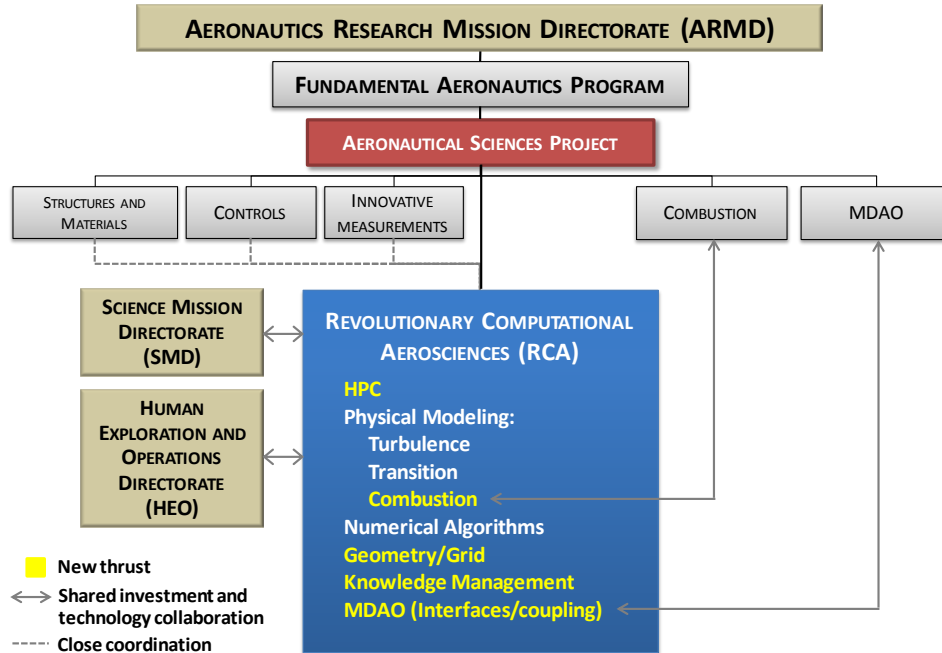 AERONAUTICS RESEARCH MISSION DIRECTORATE (ARMD)
FUNDAMENTAL AERONAUTICS PROGRAM
AERONAUTICAL SCIENCES PROJECT
STRUCTURES AND
MATERIALS
CONTROLS
INNOVATIVE
MEASUREMENTS
COMBUSTION
MDAO
SCIENCE MISSION
DIRECTORATE
(SMD)
HUMAN
EXPLORATION AND
OPERATIONS
DIRECTORATE
(HEO)
REVOLUTIONARY COMPUTATIONAL
AEROSCIENCES (RCA)
HPC
Physical Modeling:
Turbulence
Transition
Combustion
Numerical Algorithms
Geometry/Grid
Knowledge Management
MDAO (Interfaces/coupling)
New thrust
Shared investment and
technology collaboration
Close coordination